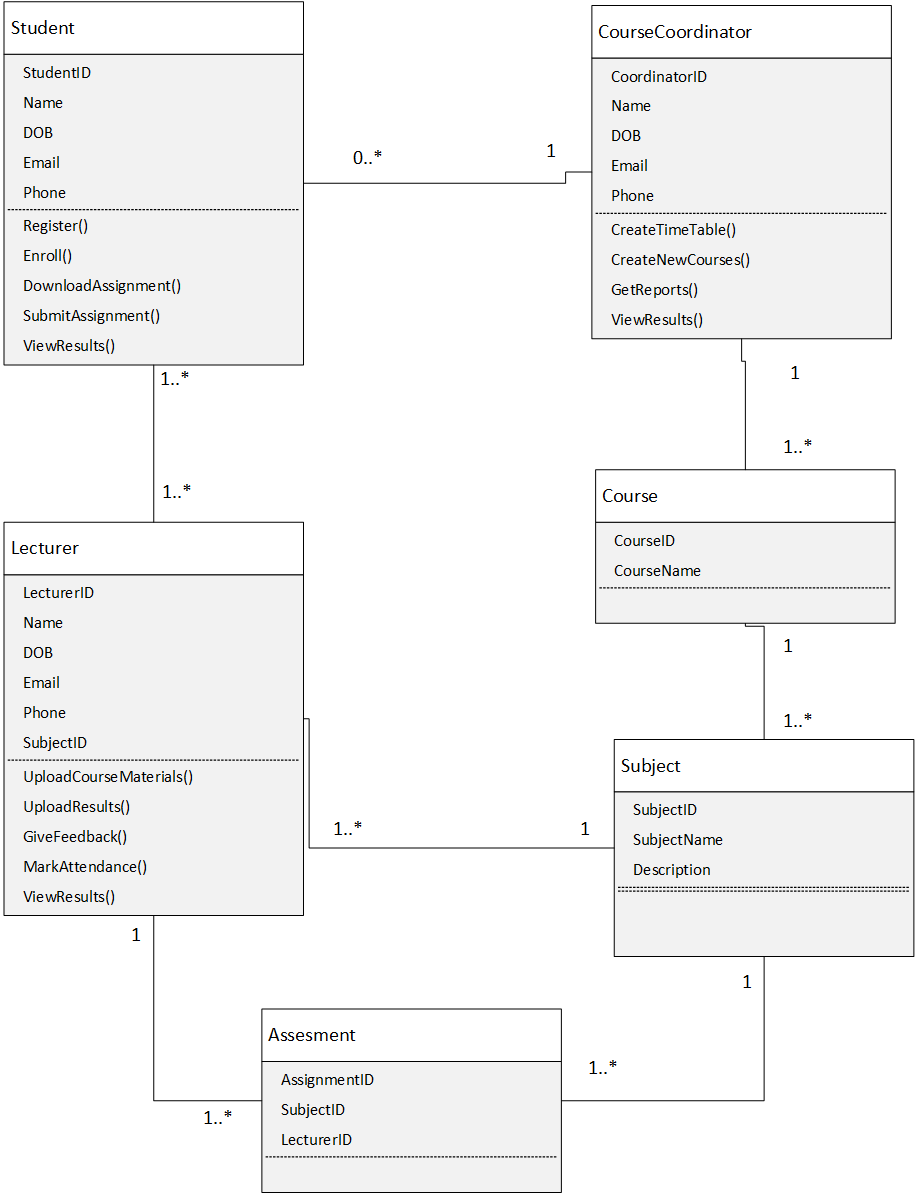 Student
StudentID
Name
DOB
Email
Phone
Register()
Enroll()
DownloadAssignment()
SubmitAssignment()
ViewResults()
0..*
1
CourseCoordinator
CoordinatorID
Name
DOB
Email
Phone
CreateTimeTable()
CreateNewCourses()
GetReports()
ViewResults()
1..*
1..*
1
1..*
Lecturer
LecturerID
Name
DOB
Email
Phone
SubjectID
UploadCourseMaterials()
UploadResults()
GiveFeedback()
MarkAttendance()
ViewResults()
Course
CourseID
CourseName
1
1..*
1..*
1
Subject
SubjectID
SubjectName
Description
1
1..*
1
1..*
Assesment
AssignmentID
SubjectID
LecturerID